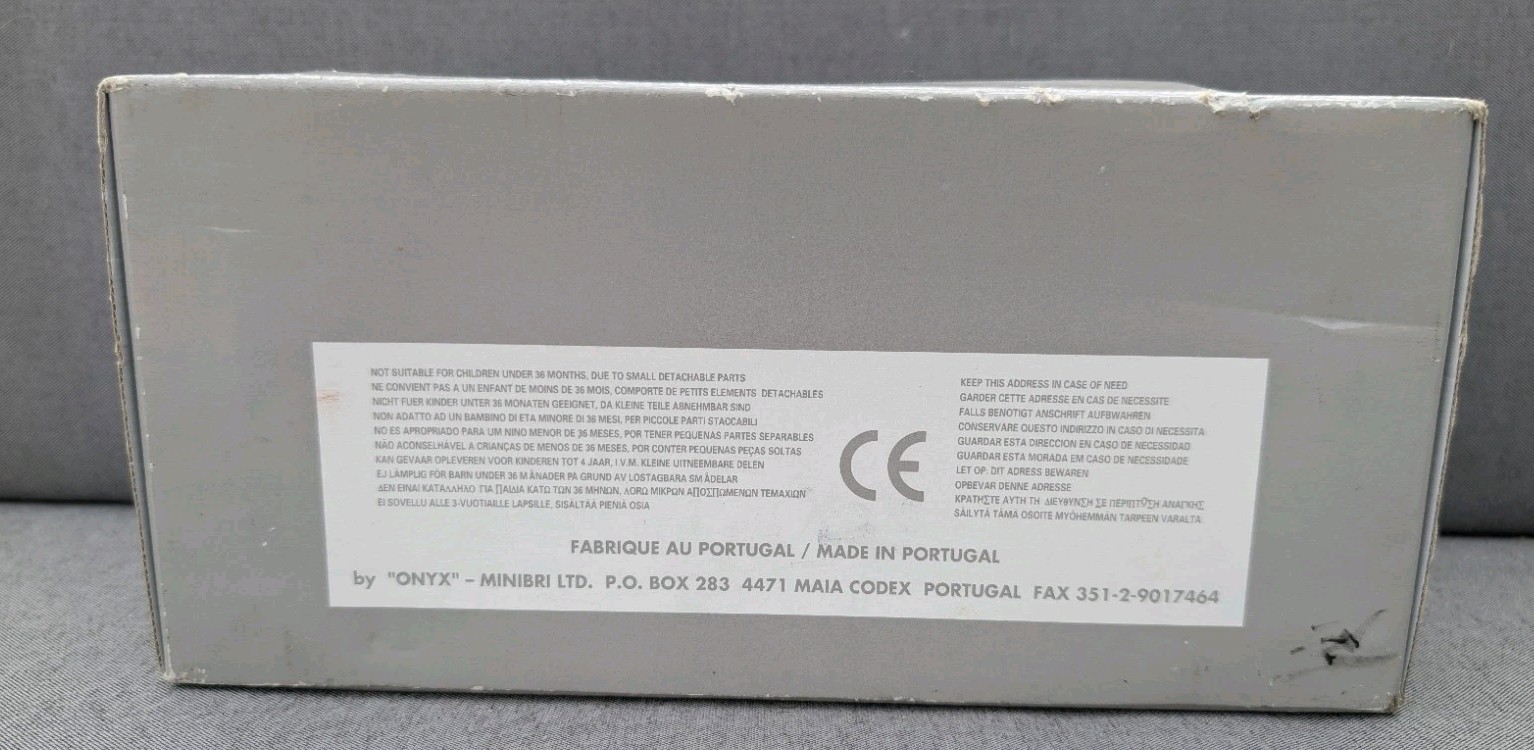 NOT SUITABLE FOR CHILDREN UNDER 36 MONTHS, DUE TO SMALL DETACHABLE PARTS
NE CONVIENT PAS A UN ENFANT DE MOINS DE 36 MOIS, COMPORTE DE PETITS ELEMENTS DETACHABLES
NICHT FUER KINDER UNTER 36 MONATEN GEEIGNET, DA KLEINE TEILE ABNEHMBAR SIND
NON ADATTO AD UN BAMBINO DI ETA MINORE DI 36 MESI, PER PICCOLE PARTI STACCABILI
NO ES APROPRIADO PARA UM NINO MENOR DE 36 MESES, POR TENER PEQUENAS PARTES SEPARABLES
NÃO ACONSELHÁVEL A CRIANÇAS DE MENOS DE 36 MESES, POR CONTER PEQUENAS PEÇAS SOLTAS
KAN GEVAAR OPLEVEREN VOOR KINDEREN TOT 4 JAAR, I.V.M. KLEINE UITNEEMBARE DELEN
EJ LÄMPLIG FÖR BARN UNDER 36 MÅNADER PÅ GRUND AV LOSTAGBARA SMÅDELAR
ΔΕΝ ΕΙΝΑΙ ΚΑΤΑΛΛΗΛΟ ΓΙΑ ΠΑΙΔΙΑ ΚΑΤΩ ΤΩΝ 36 ΜΗΝΩΝ, ΛΟΓΩ ΜΙΚΡΩΝ ΑΠΟΣΠΩΜΕΝΩΝ ΤΕΜΑΧΙΩΝ
EI SOVELLU ALLE 3-VUOTIAILLE LAPSILLE, SISÄLTÄÄ PIENIÄ OSIA
CE
KEEP THIS ADDRESS IN CASE OF NEED
GARDER CETTE ADRESSE EN CAS DE NECESSITE
FALLS BENOTIGT ANSCHRIFT AUFBWAHREN
CONSERVARE QUESTO INDIRIZZO IN CASO DI NECESSITA
GUARDAR ESTA DIRECCION EN CASO DE NECESSIDAD
GUARDAR ESTA MORADA EM CASO DE NECESSIDADE
LET OP: DIT ADRESS BEWAREN
OPBEVAR DENNE ADRESSE
ΚΡΑΤΗΣΤΕ ΑΥΤΗ ΤΗ ΔΙΕΥΘΥΝΣΗ ΣΕ ΠΕΡΙΠΤΩΣΗ ΑΝΑΓΚΗΣ
SÄILYTÄ TÄMÄ OSOITE MYÖHEMMÄN TARPEEN VARALTA
FABRIQUE AU PORTUGAL / MADE IN PORTUGAL
by "ONYX" – MINIBRI LTD. P.O. BOX 283 4471 MAIA CODEX PORTUGAL FAX 351-2-9017464